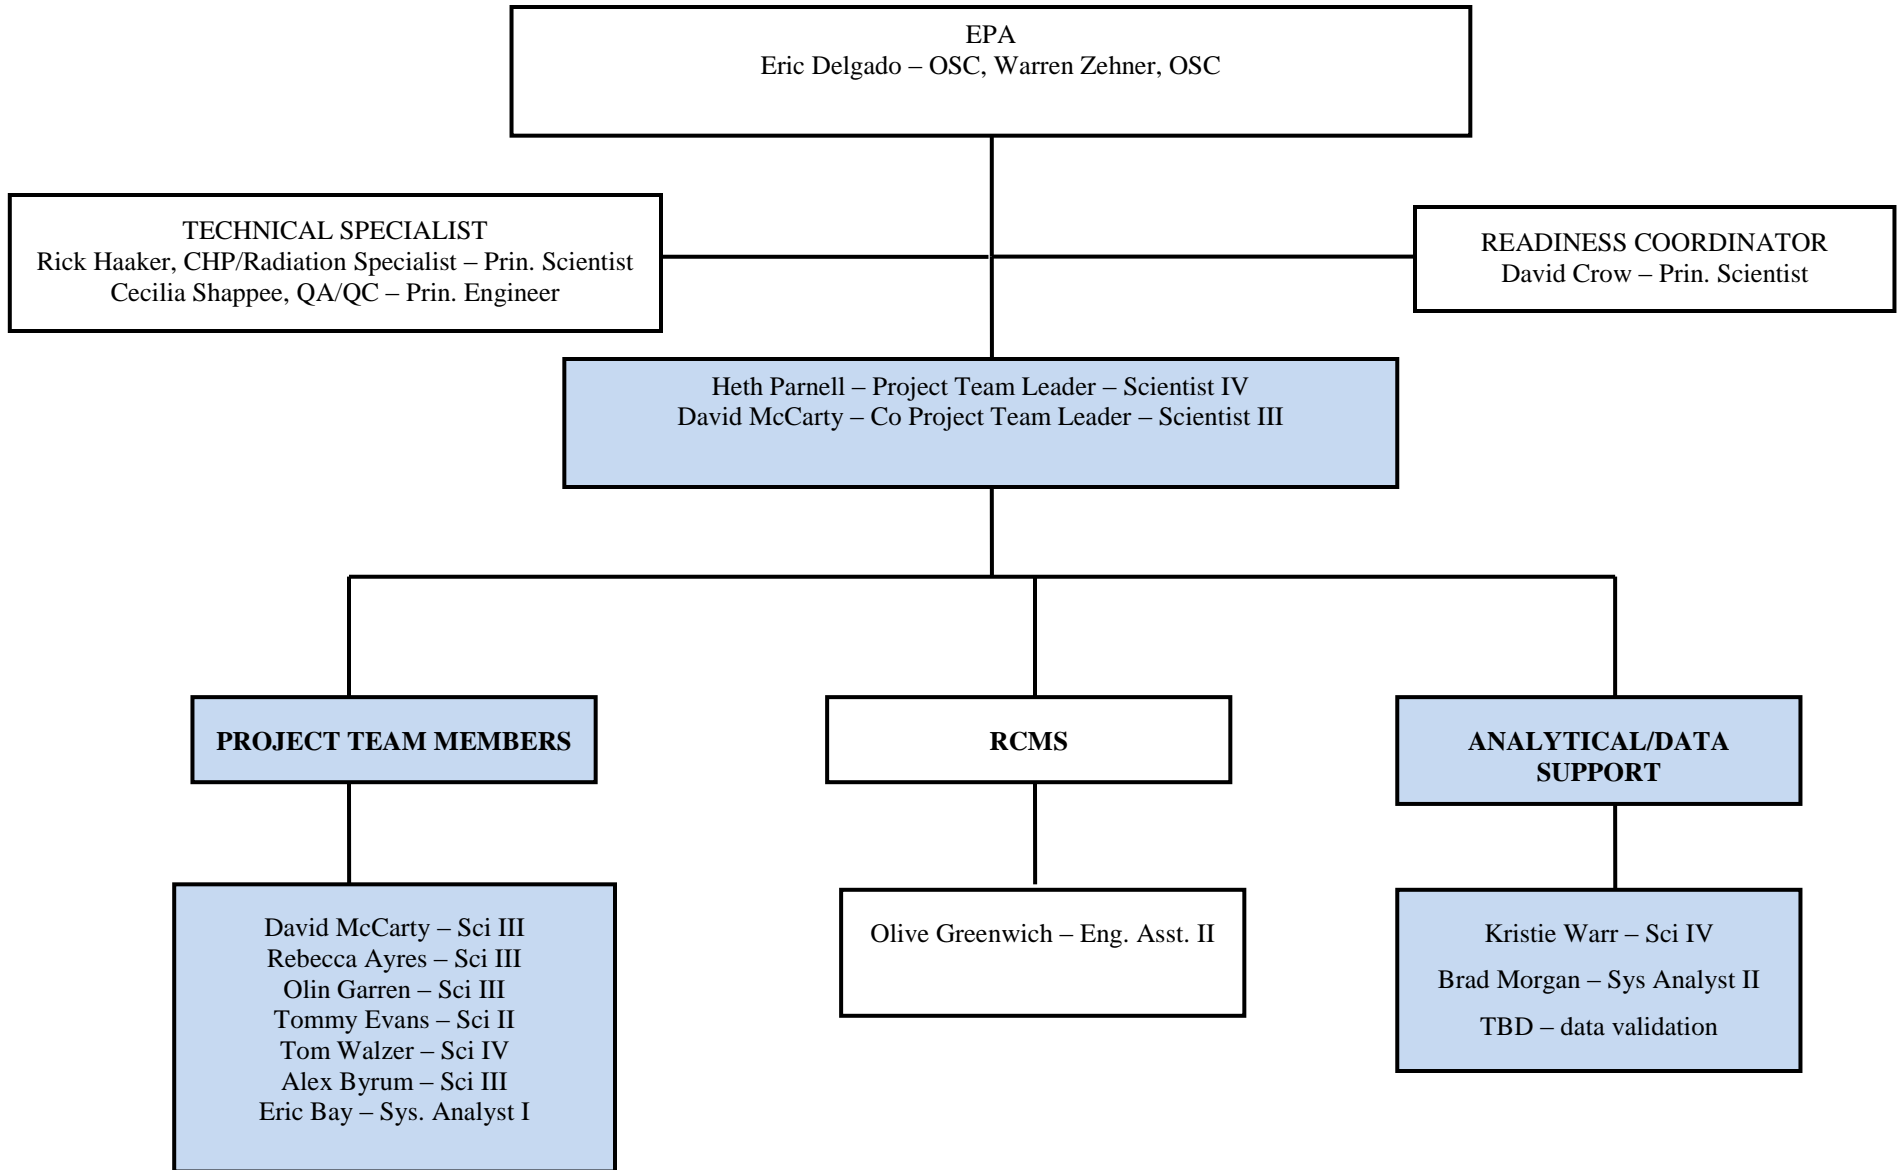 EPA
Eric Delgado – OSC, Warren Zehner, OSC
TECHNICAL SPECIALIST
Rick Haaker, CHP/Radiation Specialist – Prin. Scientist
Cecilia Shappee, QA/QC – Prin. Engineer
READINESS COORDINATOR
David Crow – Prin. Scientist
Heth Parnell – Project Team Leader – Scientist IV
David McCarty – Co Project Team Leader – Scientist III
PROJECT TEAM MEMBERS
RCMS
ANALYTICAL/DATA
SUPPORT
David McCarty – Sci III
Rebecca Ayres – Sci III
Olin Garren – Sci III
Tommy Evans – Sci II
Tom Walzer – Sci IV
Alex Byrum – Sci III
Eric Bay – Sys. Analyst I
Olive Greenwich – Eng. Asst. II
Kristie Warr – Sci IV
Brad Morgan – Sys Analyst II
TBD – data validation